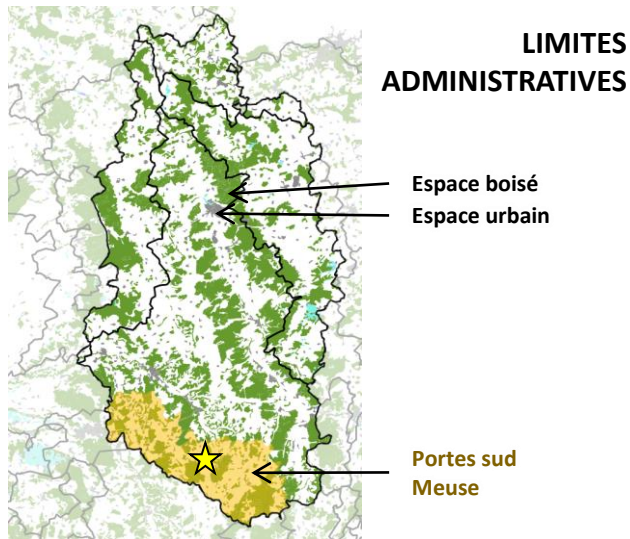 LIMITES
ADMINISTRATIVES
Espace boisé
Espace urbain
Portes sud
Meuse